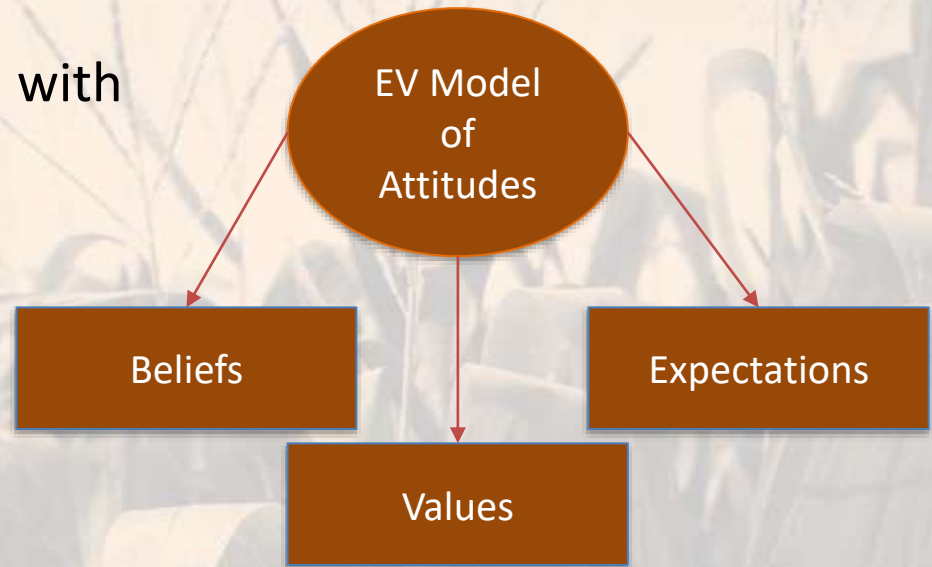 with
EV Model
of
Attitudes
Beliefs
Expectations
Values